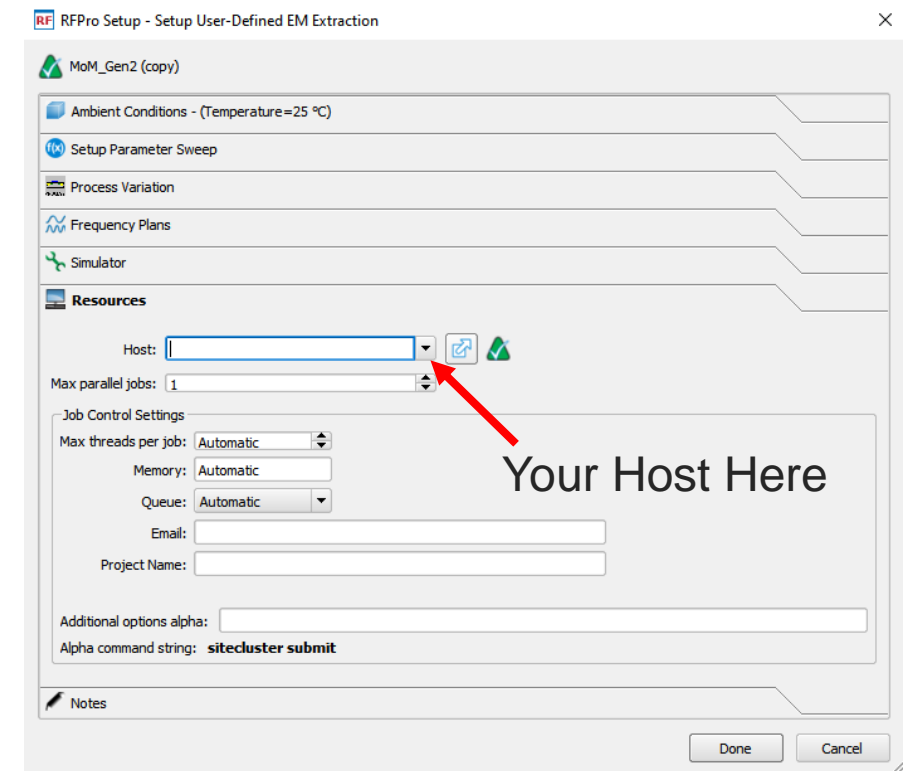 RF RFPro Setup - Setup User-Defined EM Extraction
MoM_Gen2 (copy)
Ambient Conditions - (Temperature=25 ºC)
f(x) Setup Parameter Sweep
Process Variation
Frequency Plans
Simulator
Resources
Host:
Max parallel jobs: 1
Job Control Settings
Max threads per job: Automatic
Your Host Here
Memory: Automatic
Queue: Automatic
Email:
Project Name:
Additional options alpha:
Alpha command string: sitecluster submit
Notes
Done Cancel